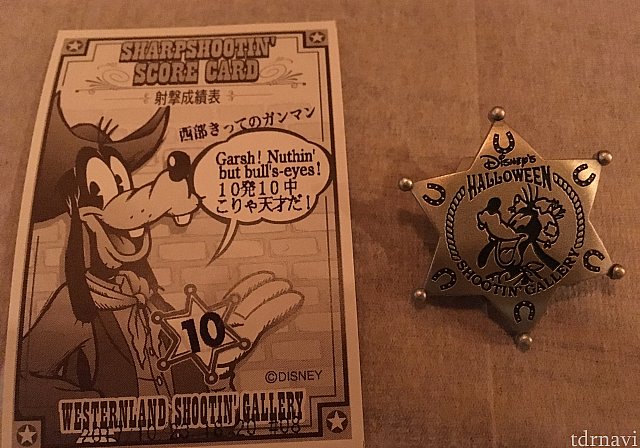 SHARPSHOOTIN'
SCORE CARD
射撃成績表
西部きってのガンマン
Garsh! Nuthin'
but bull's-eyes!
10発10中
こりゃ天才だ!
10
©DISNEY
WESTERNLAND SHOOTIN' GALLERY
DISNEY'S
HALLOWEEN
SHOOTIN' GALLERY
tdrnavi